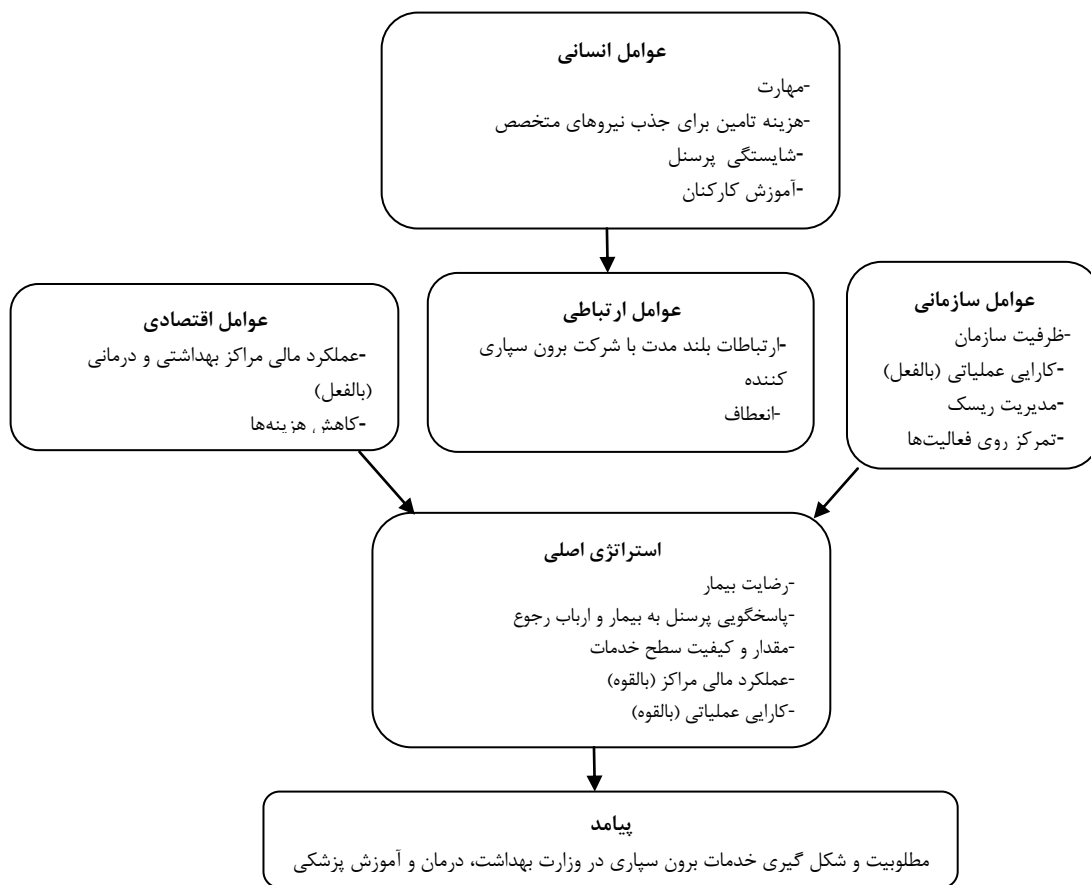 عوامل انسانی
-مهارت
-هزینه تامین برای جذب نیروهای متخصص
-شایستگی پرسنل
-آموزش کارکنان
عوامل سازمانی
-ظرفیت سازمان
-کارایی عملیاتی (بالفعل)
-مدیریت ریسک
-تمرکز روی فعالیت‌ها
عوامل ارتباطی
-ارتباطات بلند مدت با شرکت برون سپاری
کننده
-انعطاف
عوامل اقتصادی
-عملکرد مالی مراکز بهداشتی و درمانی
(بالفعل)
-کاهش هزینه‌ها
استراتژی اصلی
-رضایت بیمار
-پاسخگویی پرسنل به بیمار و ارباب رجوع
-مقدار و کیفیت سطح خدمات
-عملکرد مالی مراکز (بالقوه)
-کارایی عملیاتی (بالقوه)
پیامد
مطلوبیت و شکل گیری خدمات برون سپاری در وزارت بهداشت، درمان و آموزش پزشکی